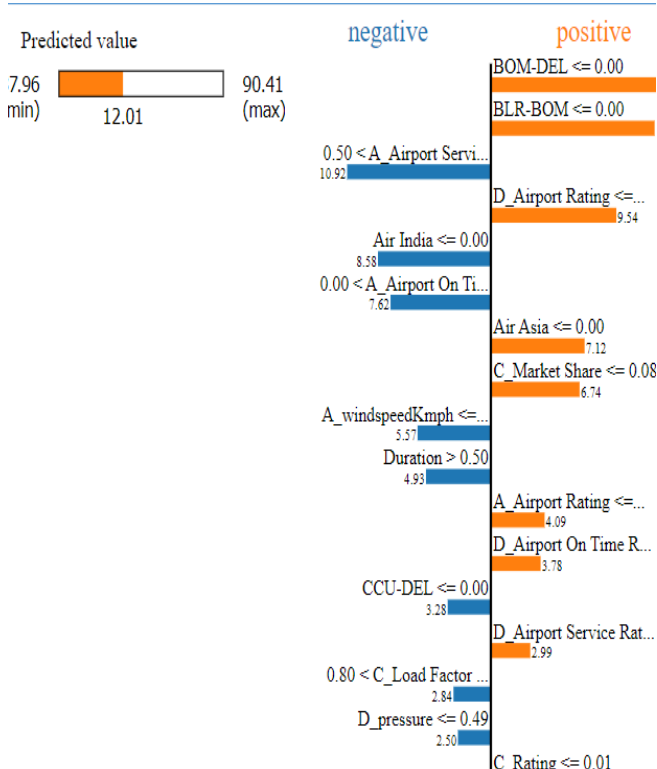 negative positive
Predicted value
7.96 90.41
min) 12.01 (max)
BOM-DEL <= 0.00
BLR-BOM <= 0.00
0.50 < A_Airport Servi...
10.92
D_Airport Rating <=...
9.54
Air India <= 0.00
8.58
0.00 < A_Airport On Ti...
7.62
Air Asia <= 0.00
7.12
C_Market Share <= 0.08
6.74
A_windspeedKmph <=...
5.57
Duration > 0.50
4.93
A_Airport Rating <=...
4.09
D_Airport On Time R...
3.78
CCU-DEL <= 0.00
3.28
D_Airport Service Rat...
2.99
0.80 < C_Load Factor ...
2.84
D_pressure <= 0.49
2.50
C_Rating <= 0.01